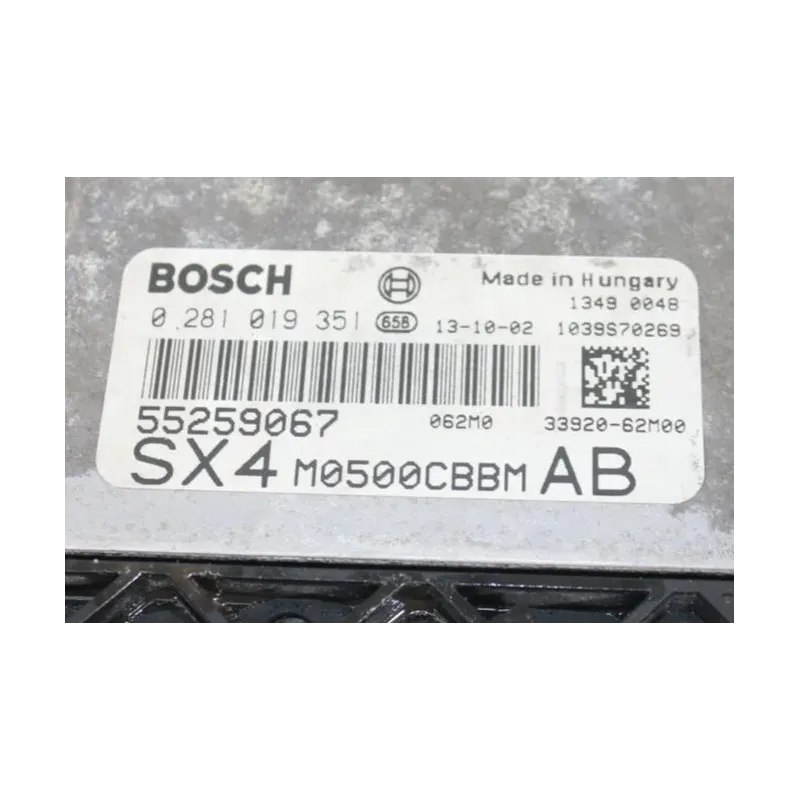 BOSCH Made in Hungary
1349 0048
0 281 019 351 658 13-10-02 1039S70269
55259067 062M0 33920-62M00
SX4 M0500CBBM AB